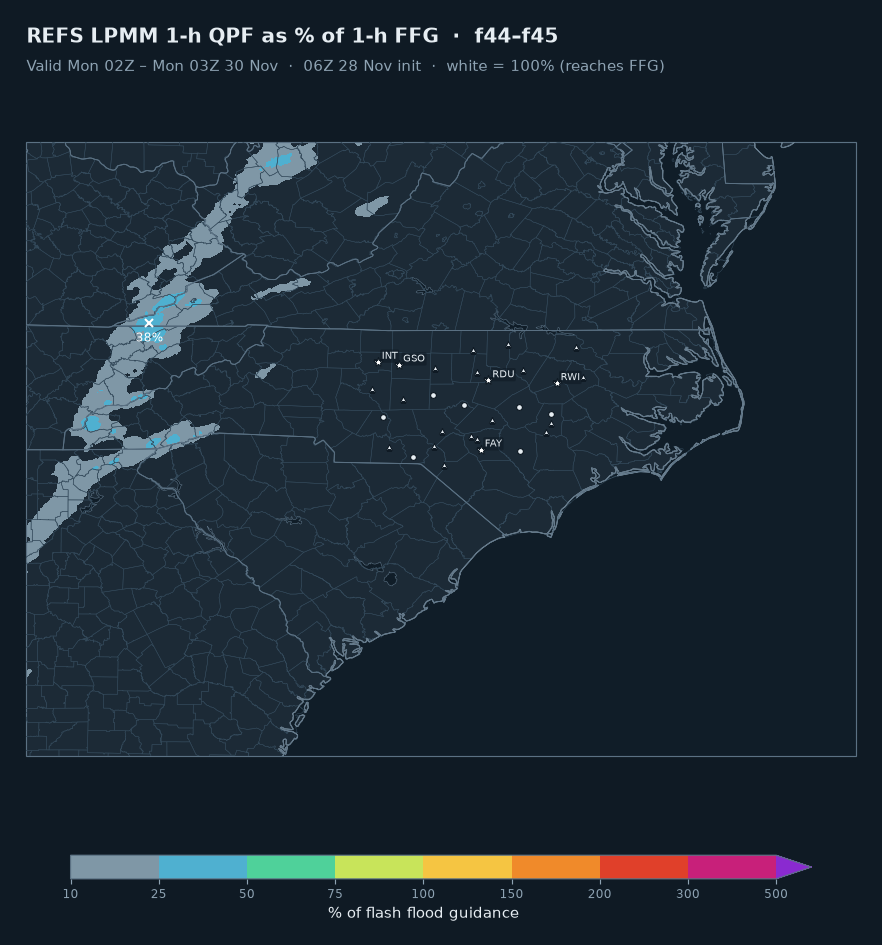 REFS LPMM 1-h QPF as % of 1-h FFG · f44–f45
Valid Mon 02Z – Mon 03Z 30 Nov · 06Z 28 Nov init · white = 100% (reaches FFG)
38%
INT
GSO
RDU
RWI
FAY
10 25 50 75 100 150 200 300 500
% of flash flood guidance